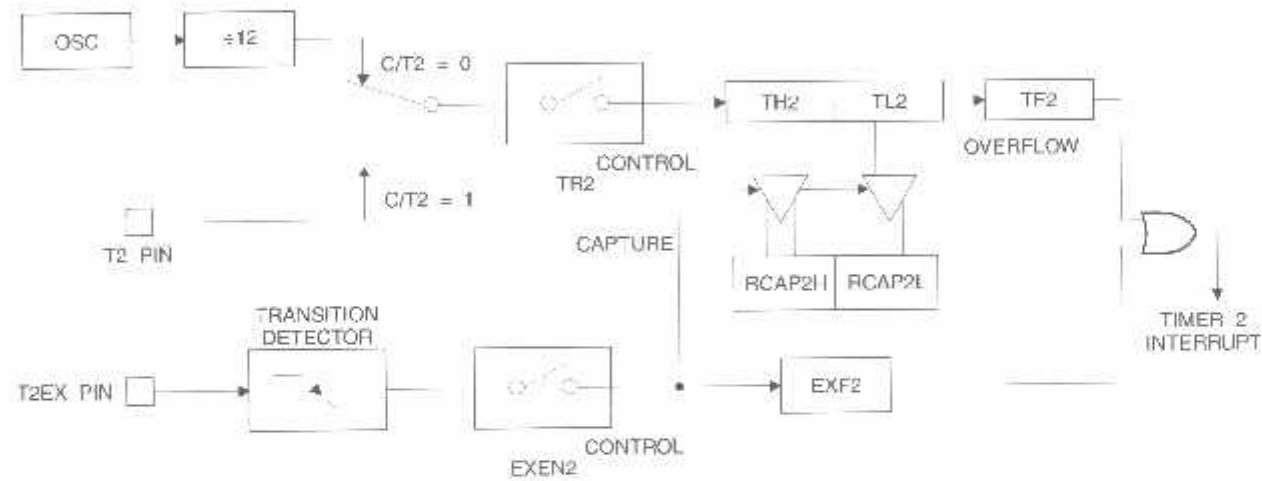 OSC
÷12
C/T2 = 0
TH2
TL2
TF2
OVERFLOW
CONTROL
TR2
C/T2 = 1
T2 PIN
CAPTURE
RCAP2H
RCAP2L
TRANSITION
DETECTOR
TIMER 2
INTERRUPT
T2EX PIN
EXF2
CONTROL
EXEN2